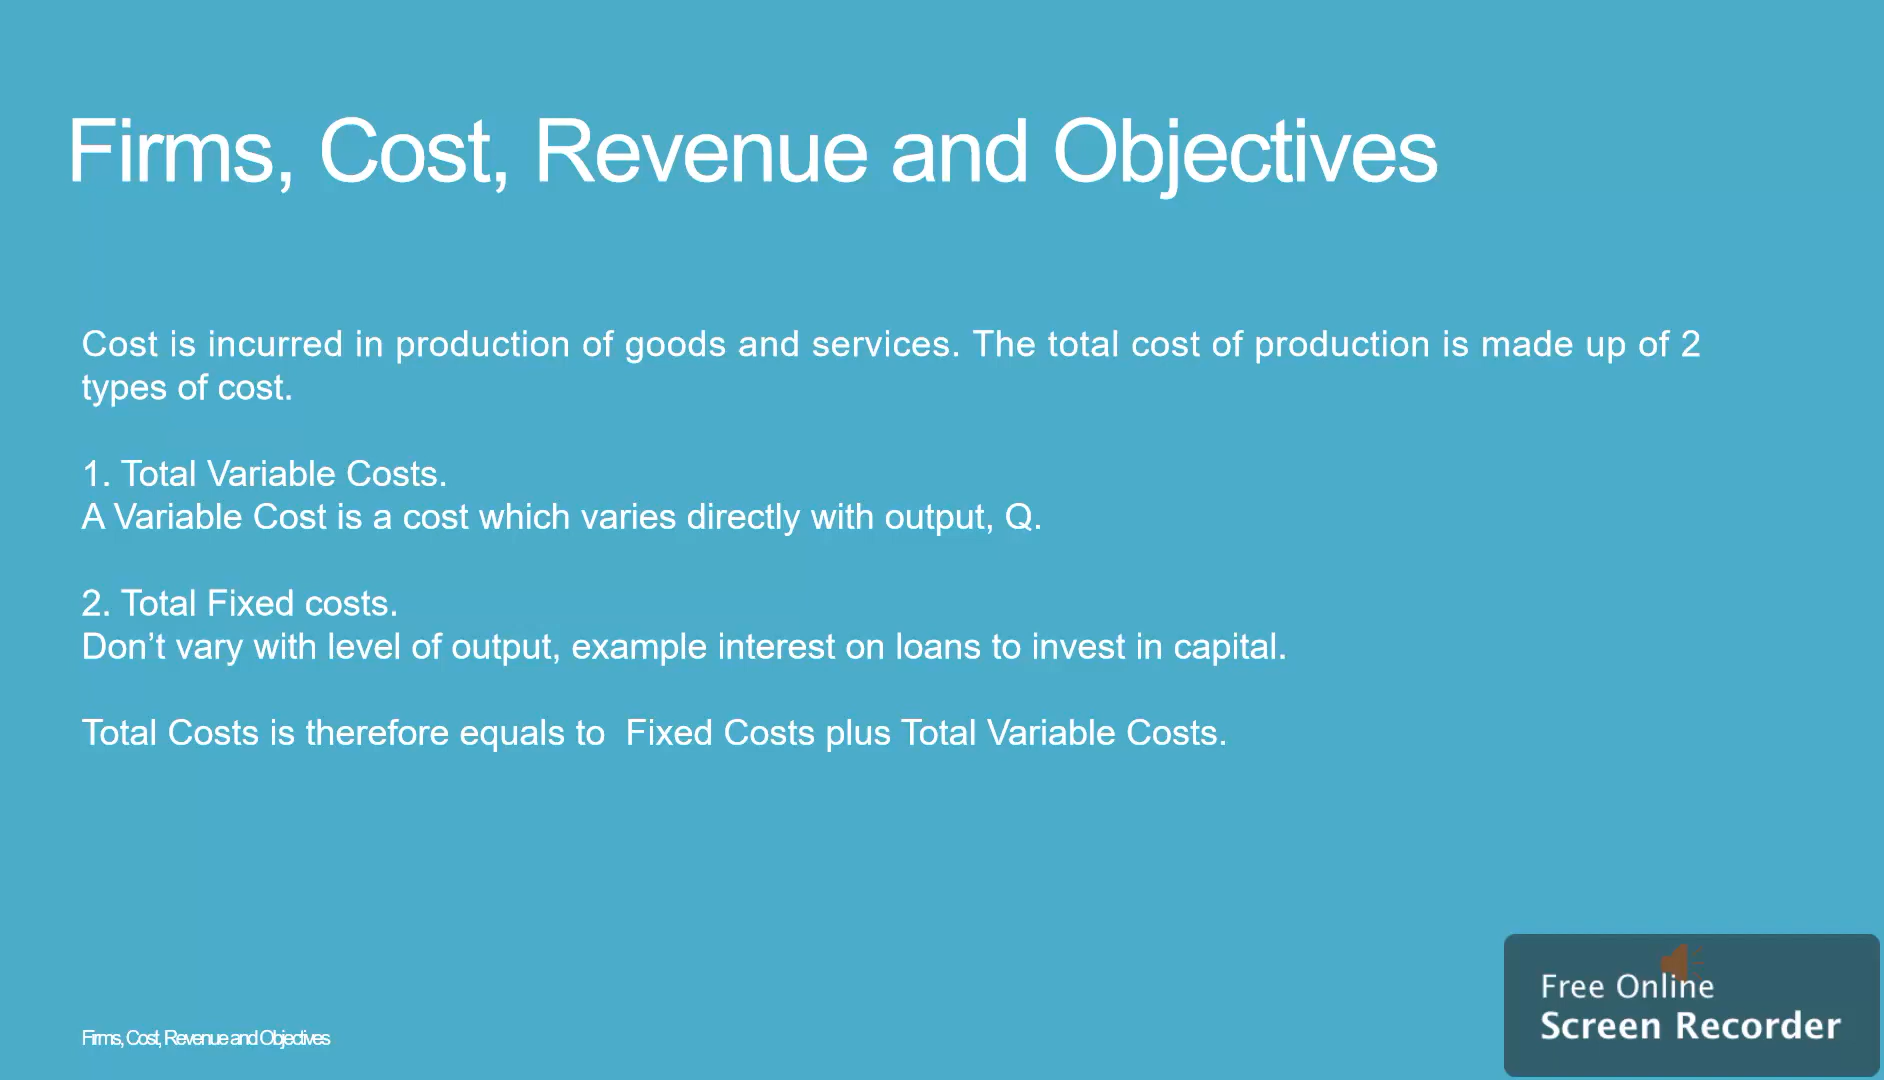 Firms, Cost, Revenue and Objectives
Cost is incurred in production of goods and services. The total cost of production is made up of 2
types of cost.
1. Total Variable Costs.
A Variable Cost is a cost which varies directly with output, Q.
2. Total Fixed costs.
Don’t vary with level of output, example interest on loans to invest in capital.
Total Costs is therefore equals to  Fixed Costs plus Total Variable Costs.
Firms, Cost, Revenue and Objectives
Free Online
Screen Recorder